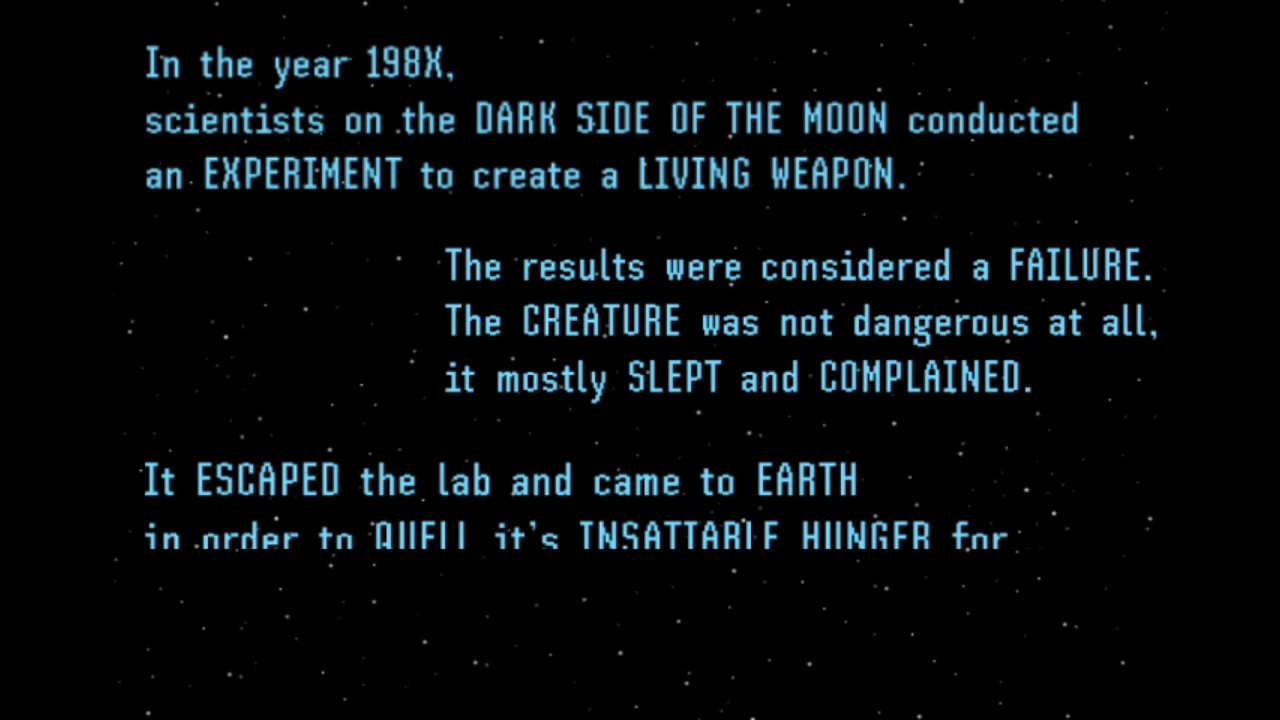 In the year 198X,
scientists on the DARK SIDE OF THE MOON conducted
an EXPERIMENT to create a LIVING WEAPON.
The results were considered a FAILURE.
The CREATURE was not dangerous at all,
it mostly SLEPT and COMPLAINED.
It ESCAPED the lab and came to EARTH
in order to QUELL it's INSATIABLE HUNGER for